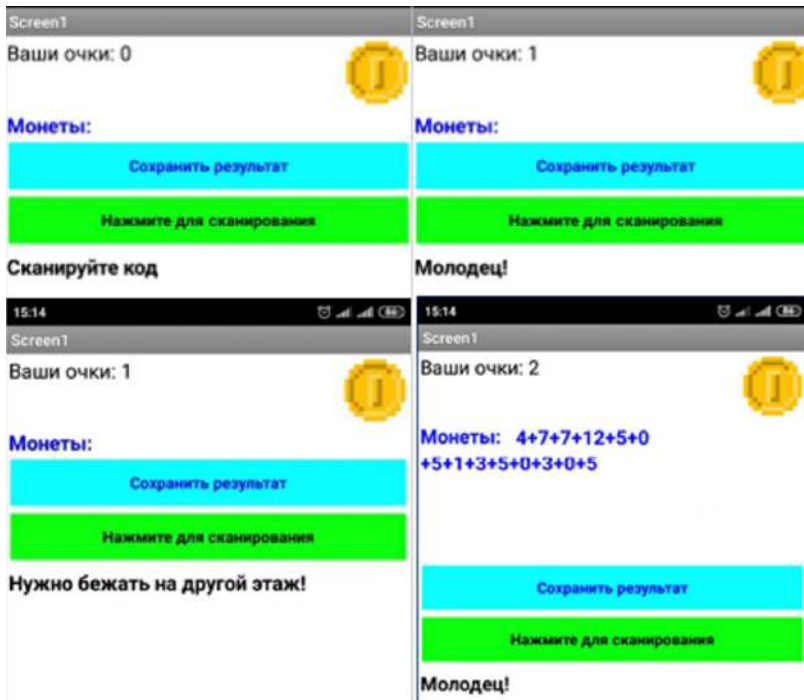 Screen1
Ваши очки: 0
Монеты:
Сохранить результат
Нажмите для сканирования
Сканируйте код
Screen1
Ваши очки: 1
Монеты:
Сохранить результат
Нажмите для сканирования
Молодец!
15:14
Screen1
Ваши очки: 1
Монеты:
Сохранить результат
Нажмите для сканирования
Нужно бежать на другой этаж!
15:14
Screen1
Ваши очки: 2
Монеты: 4+7+7+12+5+0
+5+1+3+5+0+3+0+5
Сохранить результат
Нажмите для сканирования
Молодец!